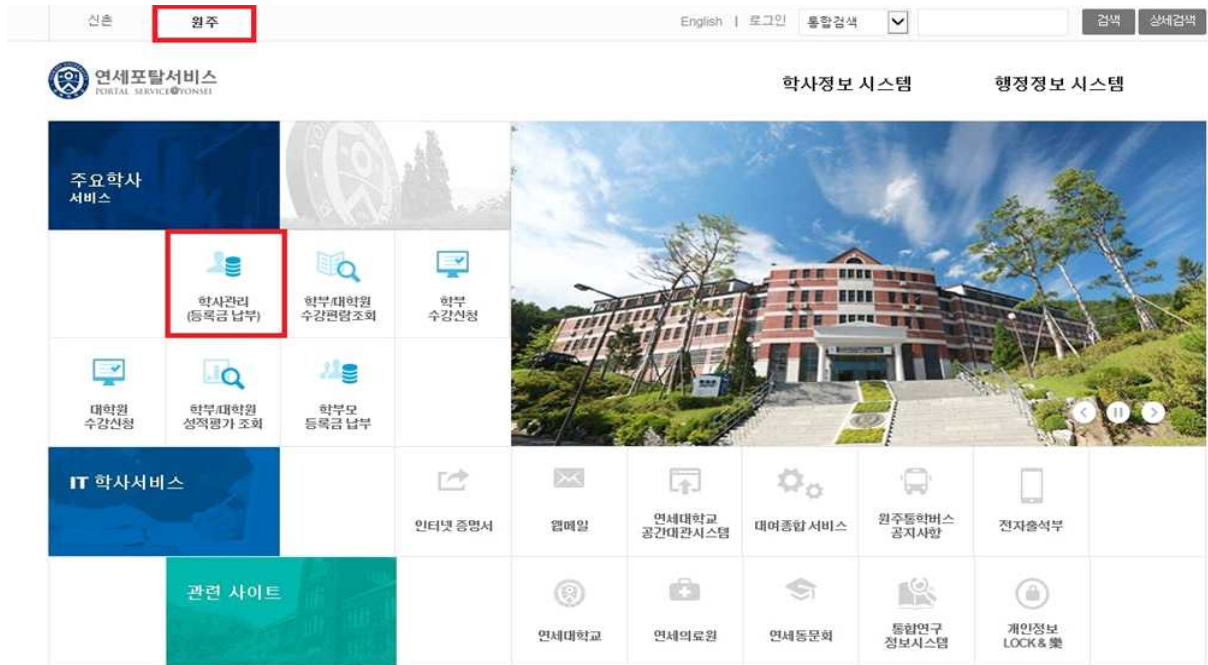 신촌
원주
English | 로그인
통합검색
검색
상세검색
연세포탈서비스
PORTAL SERVICE@YONSEI
학사정보 시스템
행정정보 시스템
주요학사
서비스
학사관리
(등록금 납부)
학부/대학원
수강편람조회
학부
수강신청
대학원
수강신청
학부/대학원
성적평가 조회
학부모
등록금 납부
IT 학사서비스
인터넷 증명서
웹메일
연세대학교
공간대관시스템
대여종합 서비스
원주통학버스
공지사항
전자출석부
관련 사이트
연세대학교
연세의료원
연세동문회
통합연구
정보시스템
개인정보
LOCK & 樂